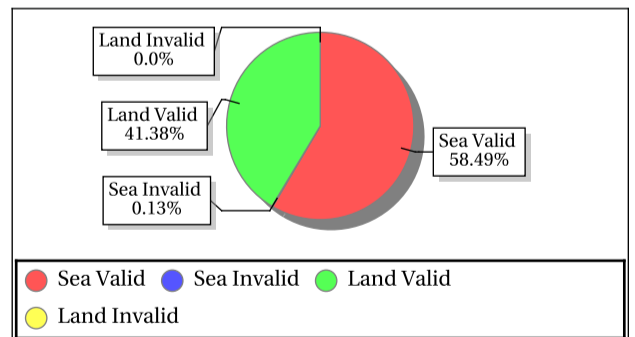 Land Invalid
0.0%
Land Valid
41.38%
Sea Valid
58.49%
Sea Invalid
0.13%
Sea Valid Sea Invalid Land Valid
Land Invalid